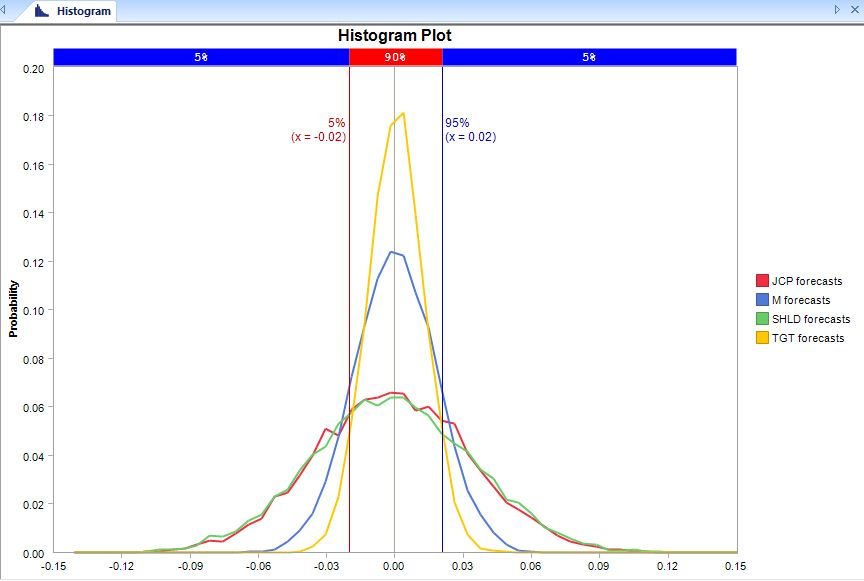 Histogram
Histogram Plot
5% 90% 5%
0.20
0.18
0.16
0.14
0.12
0.10
0.08
0.06
0.04
0.02
0.00
Probability
5%
(x = -0.02)
95%
(x = 0.02)
-0.15 -0.12 -0.09 -0.06 -0.03 0.00 0.03 0.06 0.09 0.12 0.15
JCP forecasts
M forecasts
SHLD forecasts
TGT forecasts